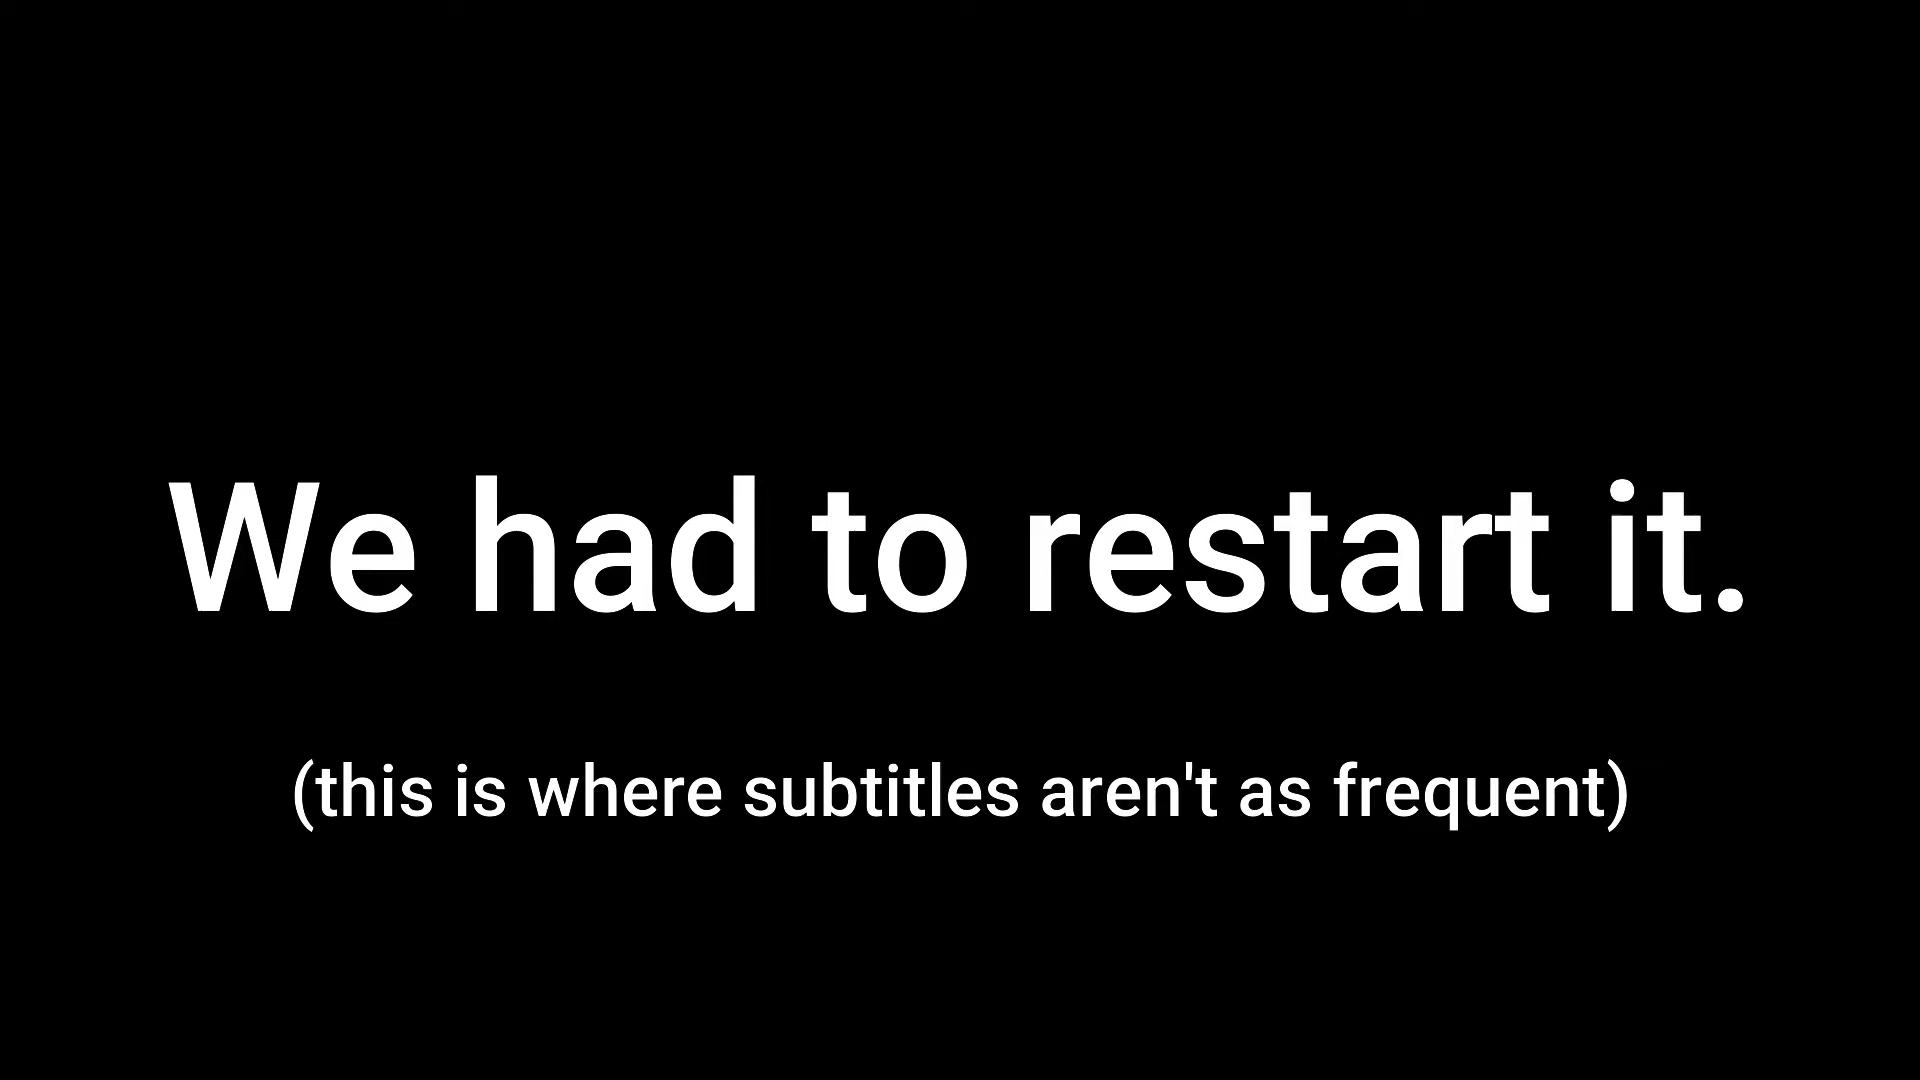 We had to restart it.
(this is where subtitles aren't as frequent)